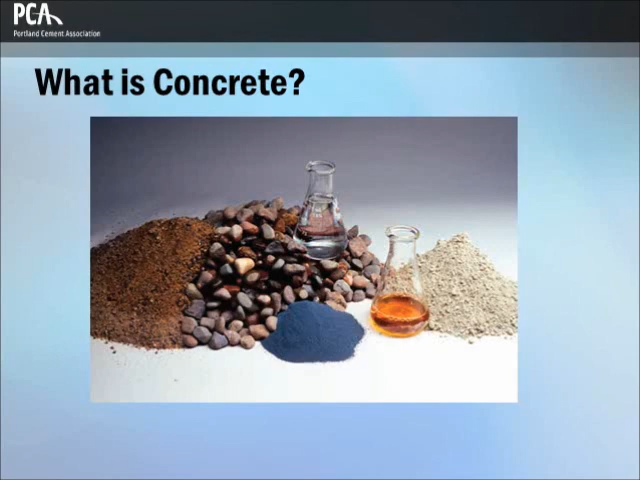 PCA
Portland Cement Association
What is Concrete?